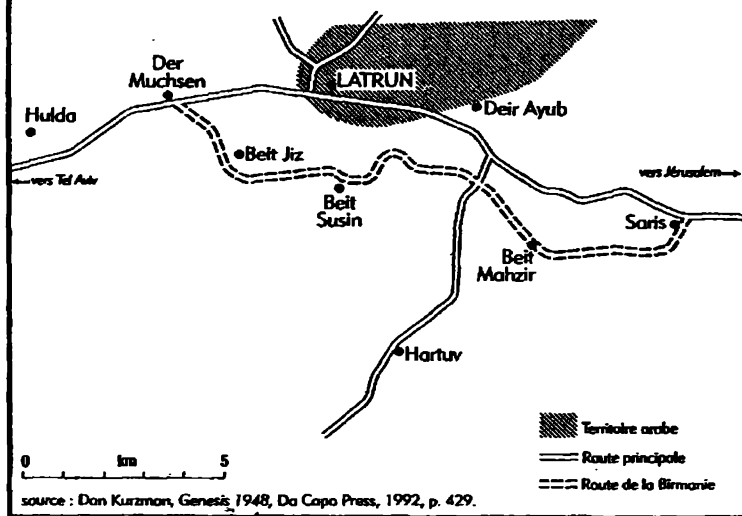 Der
Muchsen
LATRUN
Hulda
Deir Ayub
Beit Jiz
vers Tel Aviv
vers Jérusalem
Beit
Susin
Saris
Beit
Mahzir
Hartuv
0 km 5
Territoire arabe
Route principale
Route de la Birmanie
source : Dan Kurzman, Genesis 1948, Da Capo Press, 1992, p. 429.